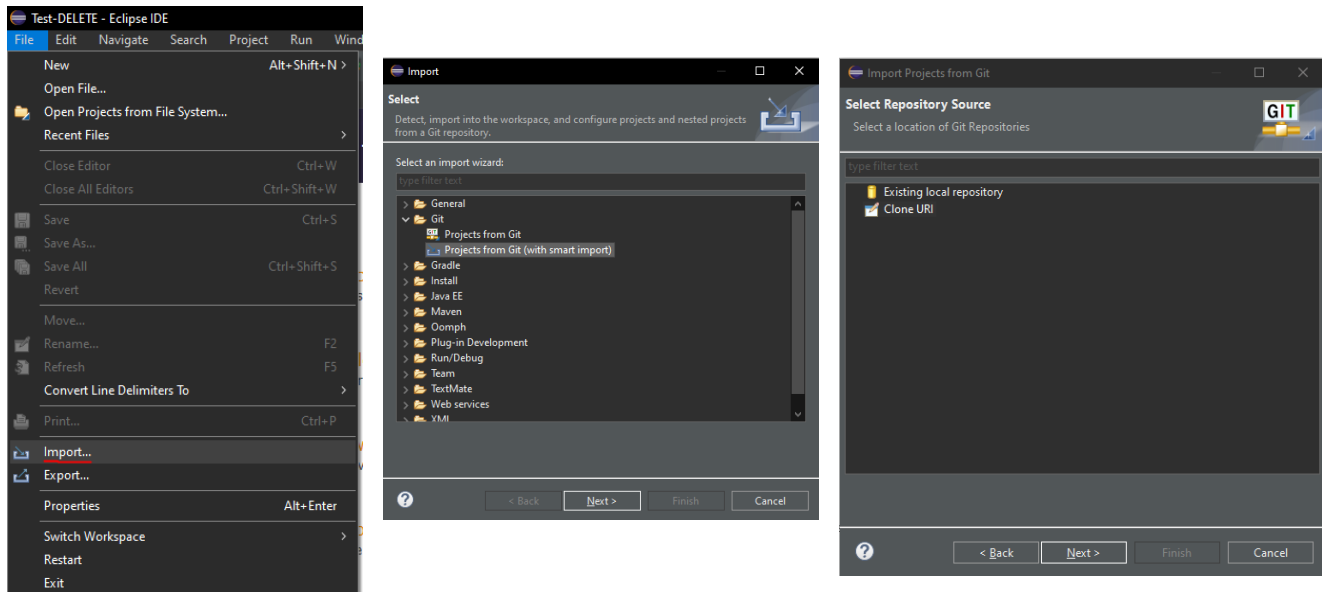 Test-DELETE - Eclipse IDE
File Edit Navigate Search Project Run Wind
New Alt+Shift+N >
Open File...
Open Projects from File System...
Recent Files >
Close Editor Ctrl+W
Close All Editors Ctrl+Shift+W
Save Ctrl+S
Save As...
Save All Ctrl+Shift+S
Revert
Move...
Rename... F2
Refresh F5
Convert Line Delimiters To >
Print... Ctrl+P
Import...
Export...
Properties Alt+Enter
Switch Workspace >
Restart
Exit
Import
Select
Detect, import into the workspace, and configure projects and nested projects
from a Git repository.
Select an import wizard:
type filter text
General
Git
Projects from Git
Projects from Git (with smart import)
Gradle
Install
Java EE
Maven
Oomph
Plug-in Development
Run/Debug
Team
TextMate
Web services
XML
< Back Next > Finish Cancel
Import Projects from Git
Select Repository Source
Select a location of Git Repositories
GIT
type filter text
Existing local repository
Clone URI
< Back Next > Finish Cancel